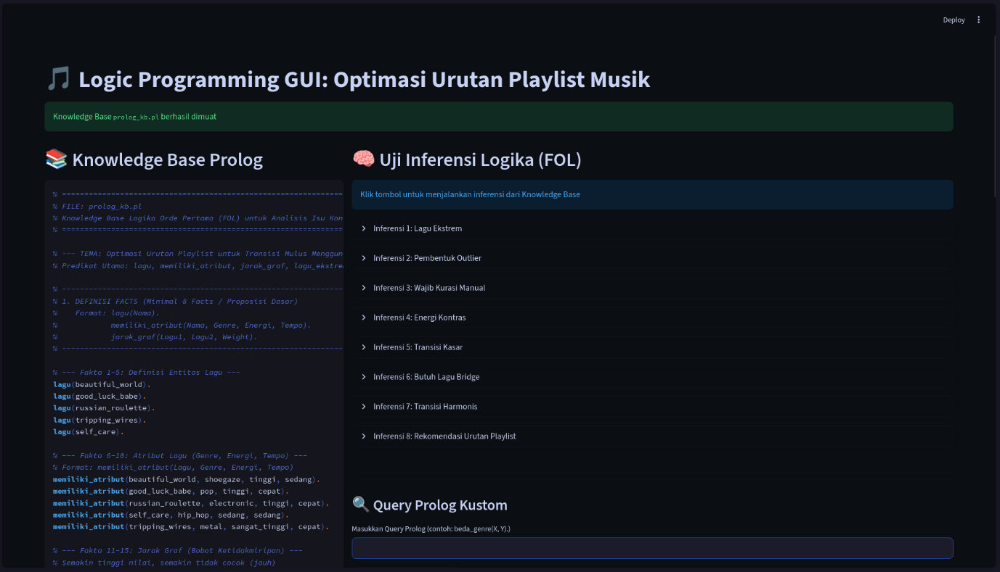 Deploy
🎵 Logic Programming GUI: Optimasi Urutan Playlist Musik
Knowledge Base prolog_kb.pl berhasil dimuat
📚 Knowledge Base Prolog
% ===============================================================
% FILE: prolog_kb.pl
% Knowledge Base Logika Orde Pertama (FOL) untuk Analisis Isu Kon
% ===============================================================
% --- TEMA: Optimasi Urutan Playlist untuk Transisi Mulus Menggun
% Predikat Utama: lagu, memiliki_atribut, jarak_graf, lagu_ekstre
% ---------------------------------------------------------------
% 1. DEFINISI FACTS (Minimal 8 Facts / Proposisi Dasar)
%    Format: lagu(Nama).
%            memiliki_atribut(Nama, Genre, Energi, Tempo).
%            jarak_graf(Lagu1, Lagu2, Weight).
% ---------------------------------------------------------------
% --- Fakta 1-5: Definisi Entitas Lagu ---
lagu(beautiful_world).
lagu(good_luck_babe).
lagu(russian_roulette).
lagu(tripping_wires).
lagu(self_care).
% --- Fakta 6-10: Atribut Lagu (Genre, Energi, Tempo) ---
% Format: memiliki_atribut(Lagu, Genre, Energi, Tempo)
memiliki_atribut(beautiful_world, shoegaze, tinggi, sedang).
memiliki_atribut(good_luck_babe, pop, tinggi, cepat).
memiliki_atribut(russian_roulette, electronic, tinggi, cepat).
memiliki_atribut(self_care, hip_hop, sedang, sedang).
memiliki_atribut(tripping_wires, metal, sangat_tinggi, cepat).
% --- Fakta 11-15: Jarak Graf (Bobot Ketidakmiripan) ---
% Semakin tinggi nilai, semakin tidak cocok (jauh)
🧠 Uji Inferensi Logika (FOL)
Klik tombol untuk menjalankan inferensi dari Knowledge Base
Inferensi 1: Lagu Ekstrem
Inferensi 2: Pembentuk Outlier
Inferensi 3: Wajib Kurasi Manual
Inferensi 4: Energi Kontras
Inferensi 5: Transisi Kasar
Inferensi 6: Butuh Lagu Bridge
Inferensi 7: Transisi Harmonis
Inferensi 8: Rekomendasi Urutan Playlist
🔍 Query Prolog Kustom
Masukkan Query Prolog (contoh: beda_genre(X, Y).)